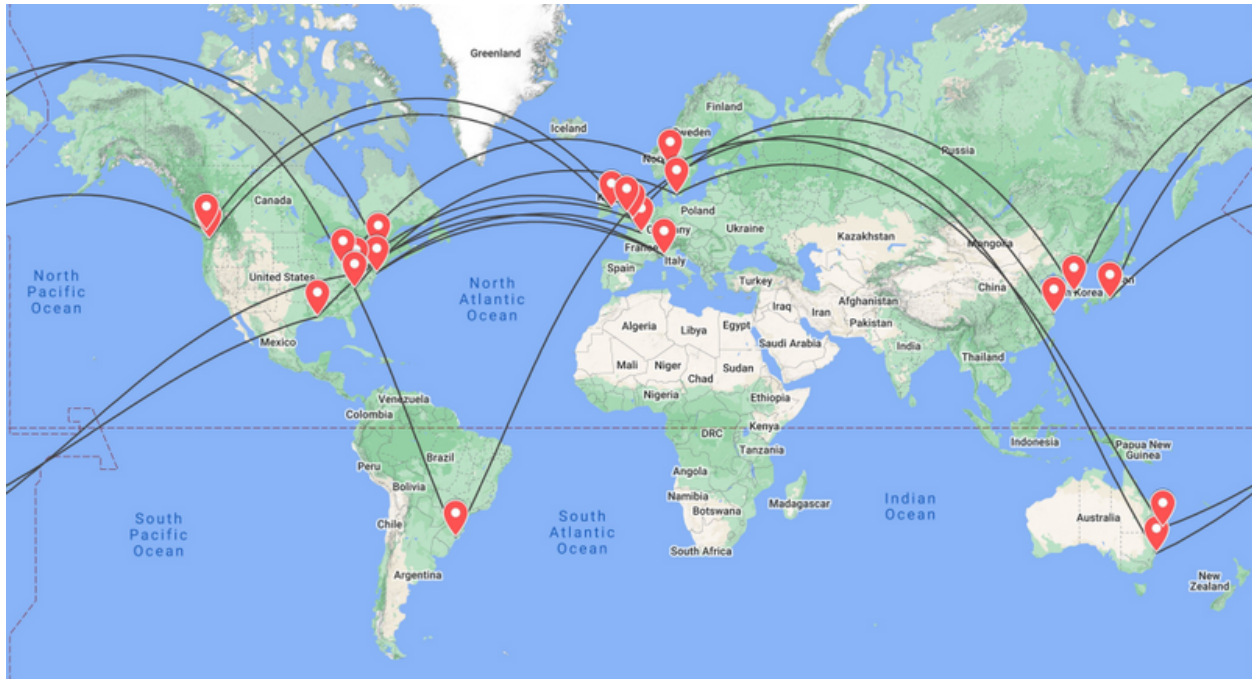 Greenland
Iceland
Finland
Sweden
Russia
Canada
Poland
Ukraine
Kazakhstan
Mongolia
France
Italy
Spain
Turkey
United States
North
Pacific
Ocean
North
Atlantic
Ocean
China
Iraq
Iran
Afghanistan
Pakistan
Mexico
Algeria
Libya
Egypt
Saudi Arabia
India
Thailand
Mali
Niger
Chad
Sudan
Nigeria
Ethiopia
Venezuela
Colombia
DRC
Kenya
Tanzania
Indonesia
Papua New
Guinea
Peru
Brazil
Bolivia
Angola
Namibia
Botswana
Madagascar
South Africa
Indian
Ocean
Australia
South
Pacific
Ocean
Chile
South
Atlantic
Ocean
Argentina
New
Zealand